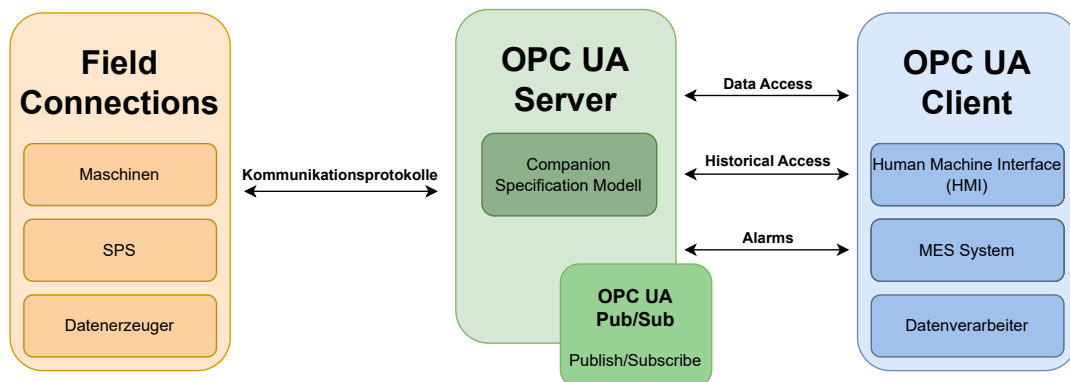 Field
Connections
Maschinen
SPS
Datenerzeuger
Kommunikationsprotokolle
OPC UA
Server
Companion
Specification Modell
OPC UA
Pub/Sub
Publish/Subscribe
Data Access
Historical Access
Alarms
OPC UA
Client
Human Machine Interface
(HMI)
MES System
Datenverarbeiter